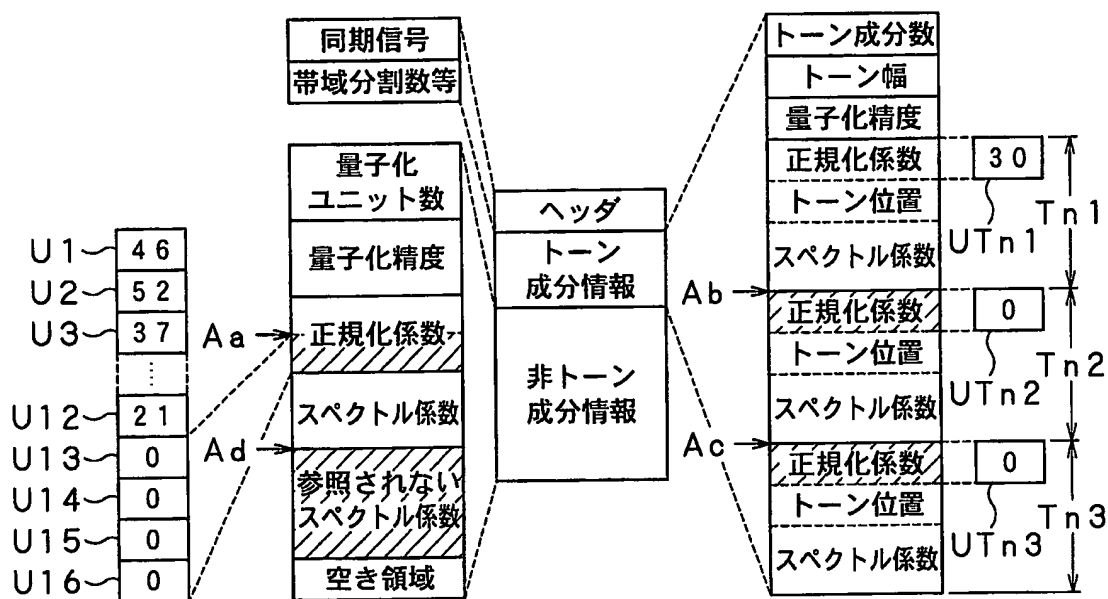 同期信号
帯域分割数等
量子化
ユニット数
量子化精度
正規化係数
スペクトル係数
参照されない
スペクトル係数
空き領域
U1
46
U2
52
U3
37
⋮
U12
21
U13
0
U14
0
U15
0
U16
0
Aa
Ad
ヘッダ
トーン
成分情報
非トーン
成分情報
トーン成分数
トーン幅
量子化精度
正規化係数
トーン位置
スペクトル係数
正規化係数
トーン位置
スペクトル係数
正規化係数
トーン位置
スペクトル係数
Ab
Ac
30
UTn1
Tn1
0
UTn2
Tn2
0
UTn3
Tn3